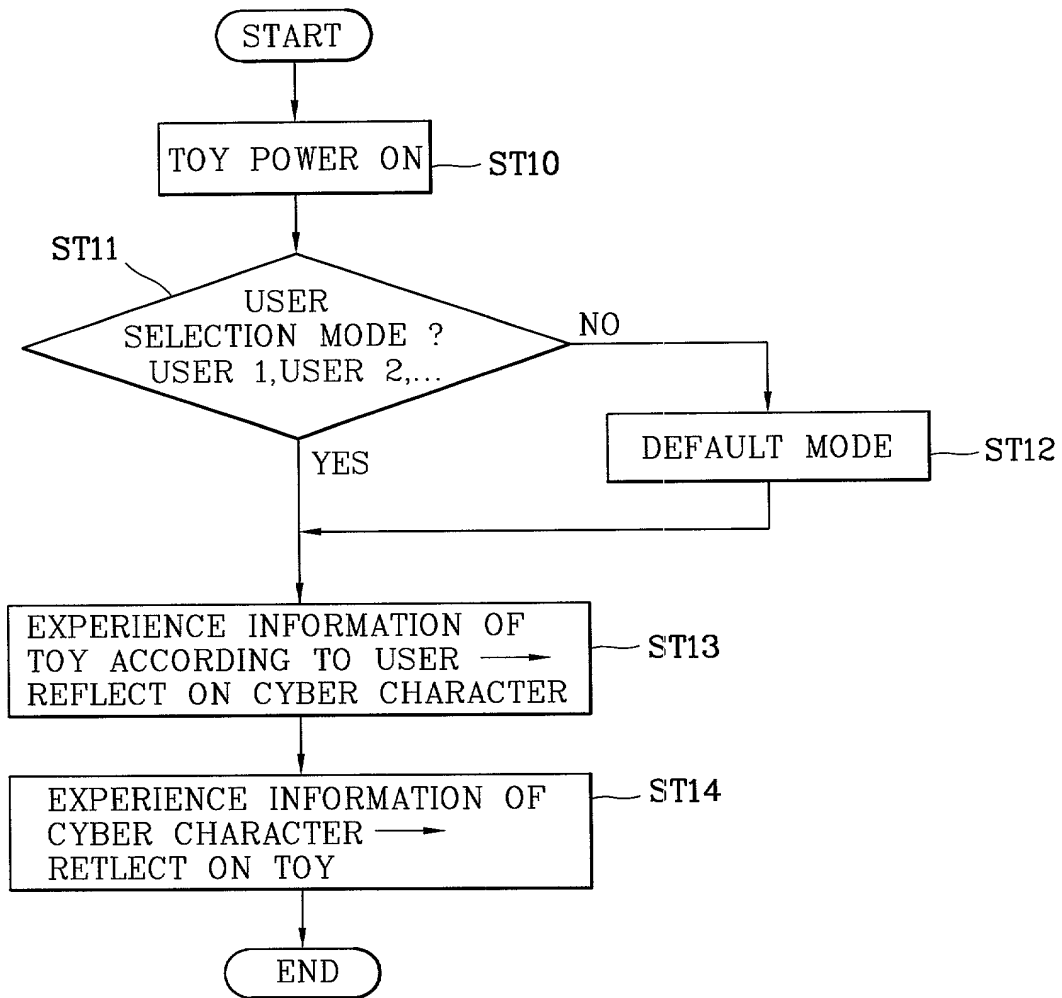 START
TOY POWER ON
ST10
ST11
USER
SELECTION MODE ?
USER 1,USER 2,...
NO
YES
DEFAULT MODE
ST12
EXPERIENCE INFORMATION OF
TOY ACCORDING TO USER →
REFLECT ON CYBER CHARACTER
ST13
EXPERIENCE INFORMATION OF
CYBER CHARACTER →
RETLECT ON TOY
ST14
END